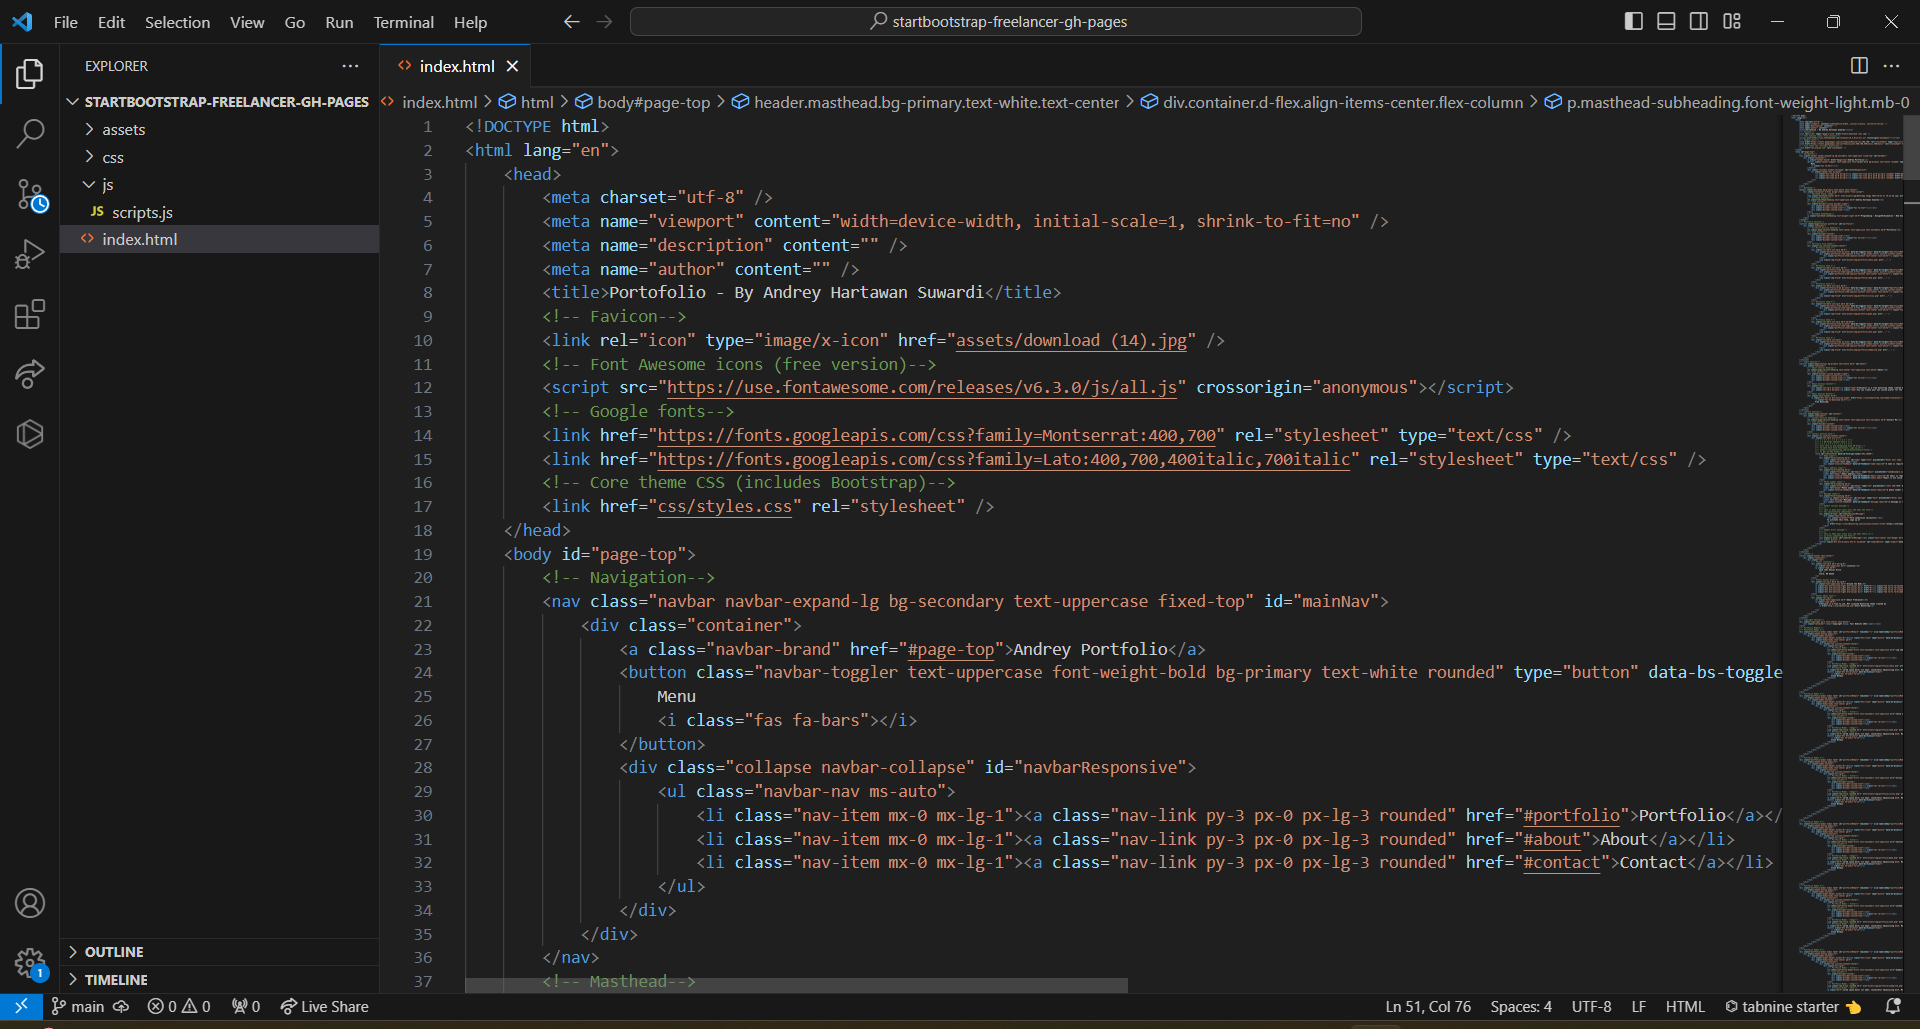 File Edit Selection View Go Run Terminal Help
startbootstrap-freelancer-gh-pages
EXPLORER
STARTBOOTSTRAP-FREELANCER-GH-PAGES
assets
css
js
JS scripts.js
index.html
OUTLINE
TIMELINE
index.html
index.html > html > body#page-top > header.masthead.bg-primary.text-white.text-center > div.container.d-flex.align-items-center.flex-column > p.masthead-subheading.font-weight-light.mb-0
1 <!DOCTYPE html>
2 <html lang="en">
3 <head>
4 <meta charset="utf-8" />
5 <meta name="viewport" content="width=device-width, initial-scale=1, shrink-to-fit=no" />
6 <meta name="description" content="" />
7 <meta name="author" content="" />
8 <title>Portofolio - By Andrey Hartawan Suwardi</title>
9 <!-- Favicon-->
10 <link rel="icon" type="image/x-icon" href="assets/download (14).jpg" />
11 <!-- Font Awesome icons (free version)-->
12 <script src="https://use.fontawesome.com/releases/v6.3.0/js/all.js" crossorigin="anonymous"></script>
13 <!-- Google fonts-->
14 <link href="https://fonts.googleapis.com/css?family=Montserrat:400,700" rel="stylesheet" type="text/css" />
15 <link href="https://fonts.googleapis.com/css?family=Lato:400,700,400italic,700italic" rel="stylesheet" type="text/css" />
16 <!-- Core theme CSS (includes Bootstrap)-->
17 <link href="css/styles.css" rel="stylesheet" />
18 </head>
19 <body id="page-top">
20 <!-- Navigation-->
21 <nav class="navbar navbar-expand-lg bg-secondary text-uppercase fixed-top" id="mainNav">
22 <div class="container">
23 <a class="navbar-brand" href="#page-top">Andrey Portfolio</a>
24 <button class="navbar-toggler text-uppercase font-weight-bold bg-primary text-white rounded" type="button" data-bs-toggle
25 Menu
26 <i class="fas fa-bars"></i>
27 </button>
28 <div class="collapse navbar-collapse" id="navbarResponsive">
29 <ul class="navbar-nav ms-auto">
30 <li class="nav-item mx-0 mx-lg-1"><a class="nav-link py-3 px-0 px-lg-3 rounded" href="#portfolio">Portfolio</a></
31 <li class="nav-item mx-0 mx-lg-1"><a class="nav-link py-3 px-0 px-lg-3 rounded" href="#about">About</a></li>
32 <li class="nav-item mx-0 mx-lg-1"><a class="nav-link py-3 px-0 px-lg-3 rounded" href="#contact">Contact</a></li>
33 </ul>
34 </div>
35 </div>
36 </nav>
37 <!-- Masthead-->
1
main 0 0 0 Live Share Ln 51, Col 76 Spaces: 4 UTF-8 LF HTML tabnine starter